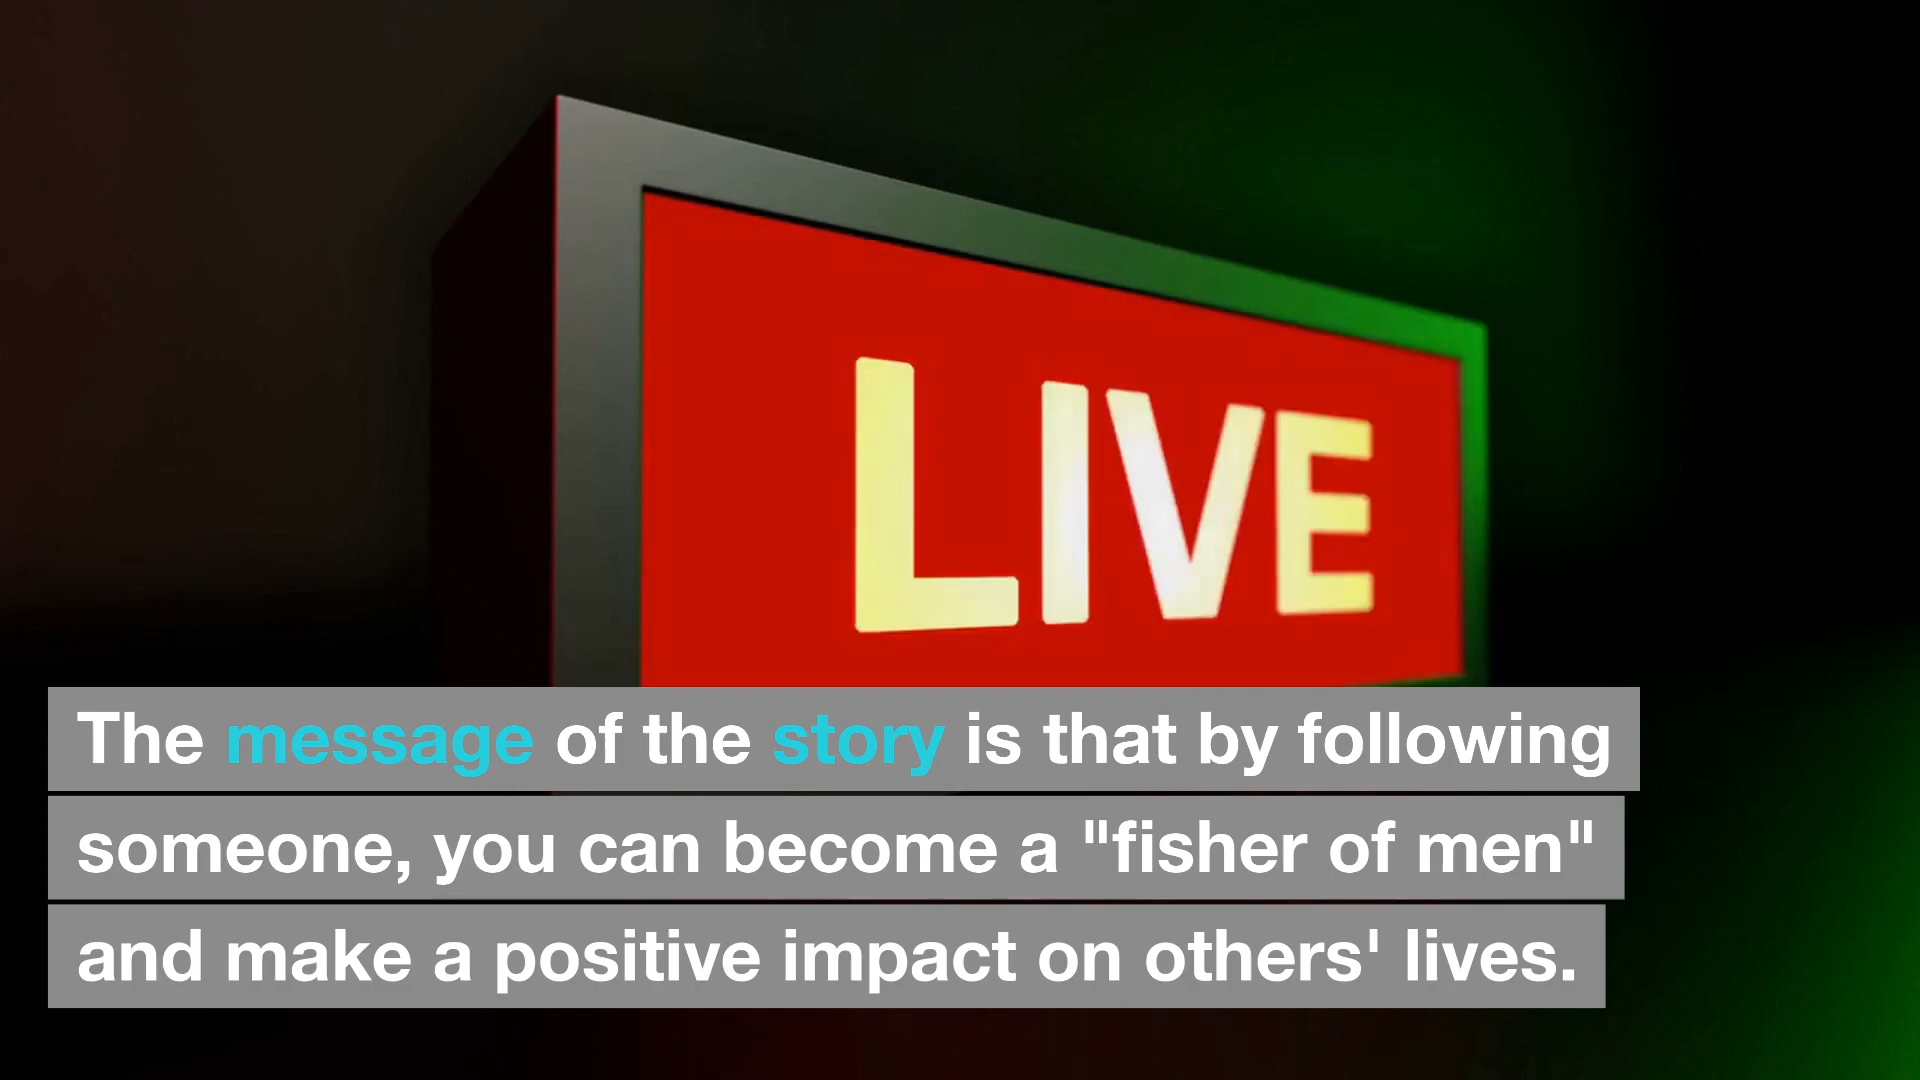 LIVE
The message of the story is that by following
someone, you can become a "fisher of men"
and make a positive impact on others' lives.